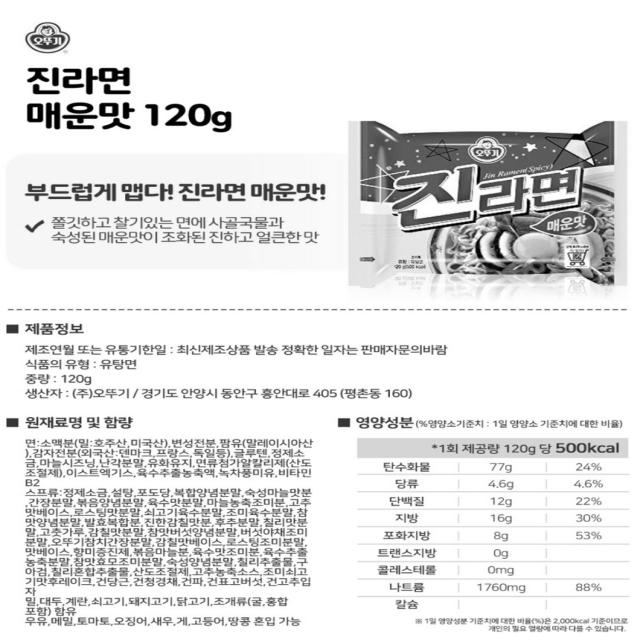 오뚜기
진라면
매운맛 120g
부드럽게 맵다! 진라면 매운맛!
쫄깃하고 찰기있는 면에 사골국물과
숙성된 매운맛이 조화된 진하고 얼큰한 맛
오뚜기
Jin Ramen(Spicy)
진라면
매운맛
제품정보
제조연월 또는 유통기한일 : 최신제조상품 발송 정확한 일자는 판매자문의바람
식품의 유형 : 유탕면
중량 : 120g
생산자 : (주)오뚜기 / 경기도 안양시 동안구 흥안대로 405 (평촌동 160)
원재료명 및 함량
면:소맥분(밀:호주산,미국산),변성전분,팜유(말레이시아산
),감자전분(외국산:덴마크,프랑스,독일등),글루텐,정제소
금,마늘시즈닝,난각분말,유화유지,면류첨가알칼리제(산도
조절제),이스트엑기스,육수추출농축액,녹차풍미유,비타민
B2
스프류:정제소금,설탕,포도당,복합양념분말,숙성마늘맛분
,간장분말,볶음양념분말,육수맛분말,마늘농축조미분,고추
맛베이스,로스팅맛분말,쇠고기육수분말,조미육수분말,참
맛양념분말,발효복합분,진한감칠맛분,후추분말,칠리맛분
말,고춧가루,감칠맛분말,참맛버섯양념분말,버섯야채조미
분말,오뚜기참치간장분말,감칠맛베이스,로스팅조미분말,
맛베이스,향미증진제,볶음마늘분,육수맛조미분,육수추출
농축분말,참맛효모조미분말,숙성양념분말,칠리추출물,구
아검,칠리혼합추출물,산도조절제,고추농축소스,조미쇠고
기맛후레이크,건당근,건청경채,건파,건표고버섯,건고추입
자
밀,대두,계란,쇠고기,돼지고기,닭고기,조개류(굴,홍합
포함) 함유
우유,메밀,토마토,오징어,새우,게,고등어,땅콩 혼입 가능
영양성분 (%영양소기준치 : 1일 영양소 기준치에 대한 비율)
*1회 제공량 120g 당 500kcal
탄수화물 77g 24%
당류 4.6g 4.6%
단백질 12g 22%
지방 16g 30%
포화지방 8g 53%
트랜스지방 0g
콜레스테롤 0mg
나트륨 1760mg 88%
칼슘
※ 1일 영양성분 기준치에 대한 비율(%)은 2,000kcal 기준이므로
개인의 필요 열량에 따라 다를 수 있습니다.